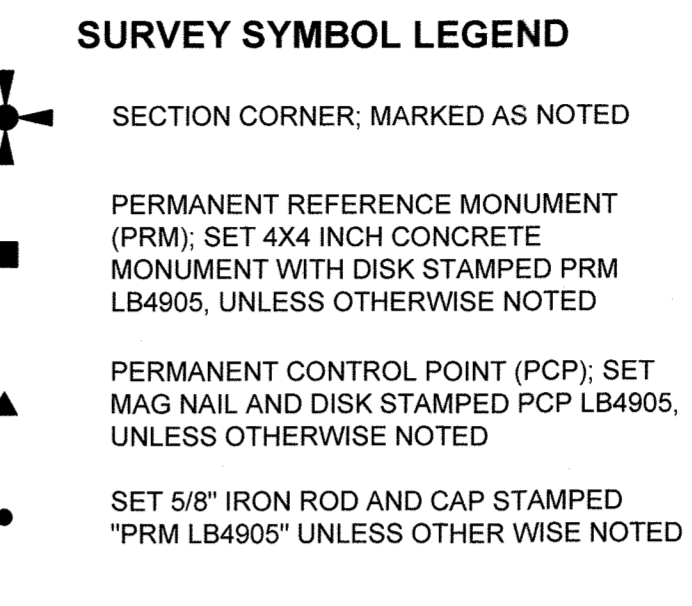 SURVEY SYMBOL LEGEND
SECTION CORNER; MARKED AS NOTED
PERMANENT REFERENCE MONUMENT
(PRM); SET 4X4 INCH CONCRETE
MONUMENT WITH DISK STAMPED PRM
LB4905, UNLESS OTHERWISE NOTED
PERMANENT CONTROL POINT (PCP); SET
MAG NAIL AND DISK STAMPED PCP LB4905,
UNLESS OTHERWISE NOTED
SET 5/8" IRON ROD AND CAP STAMPED
"PRM LB4905" UNLESS OTHER WISE NOTED